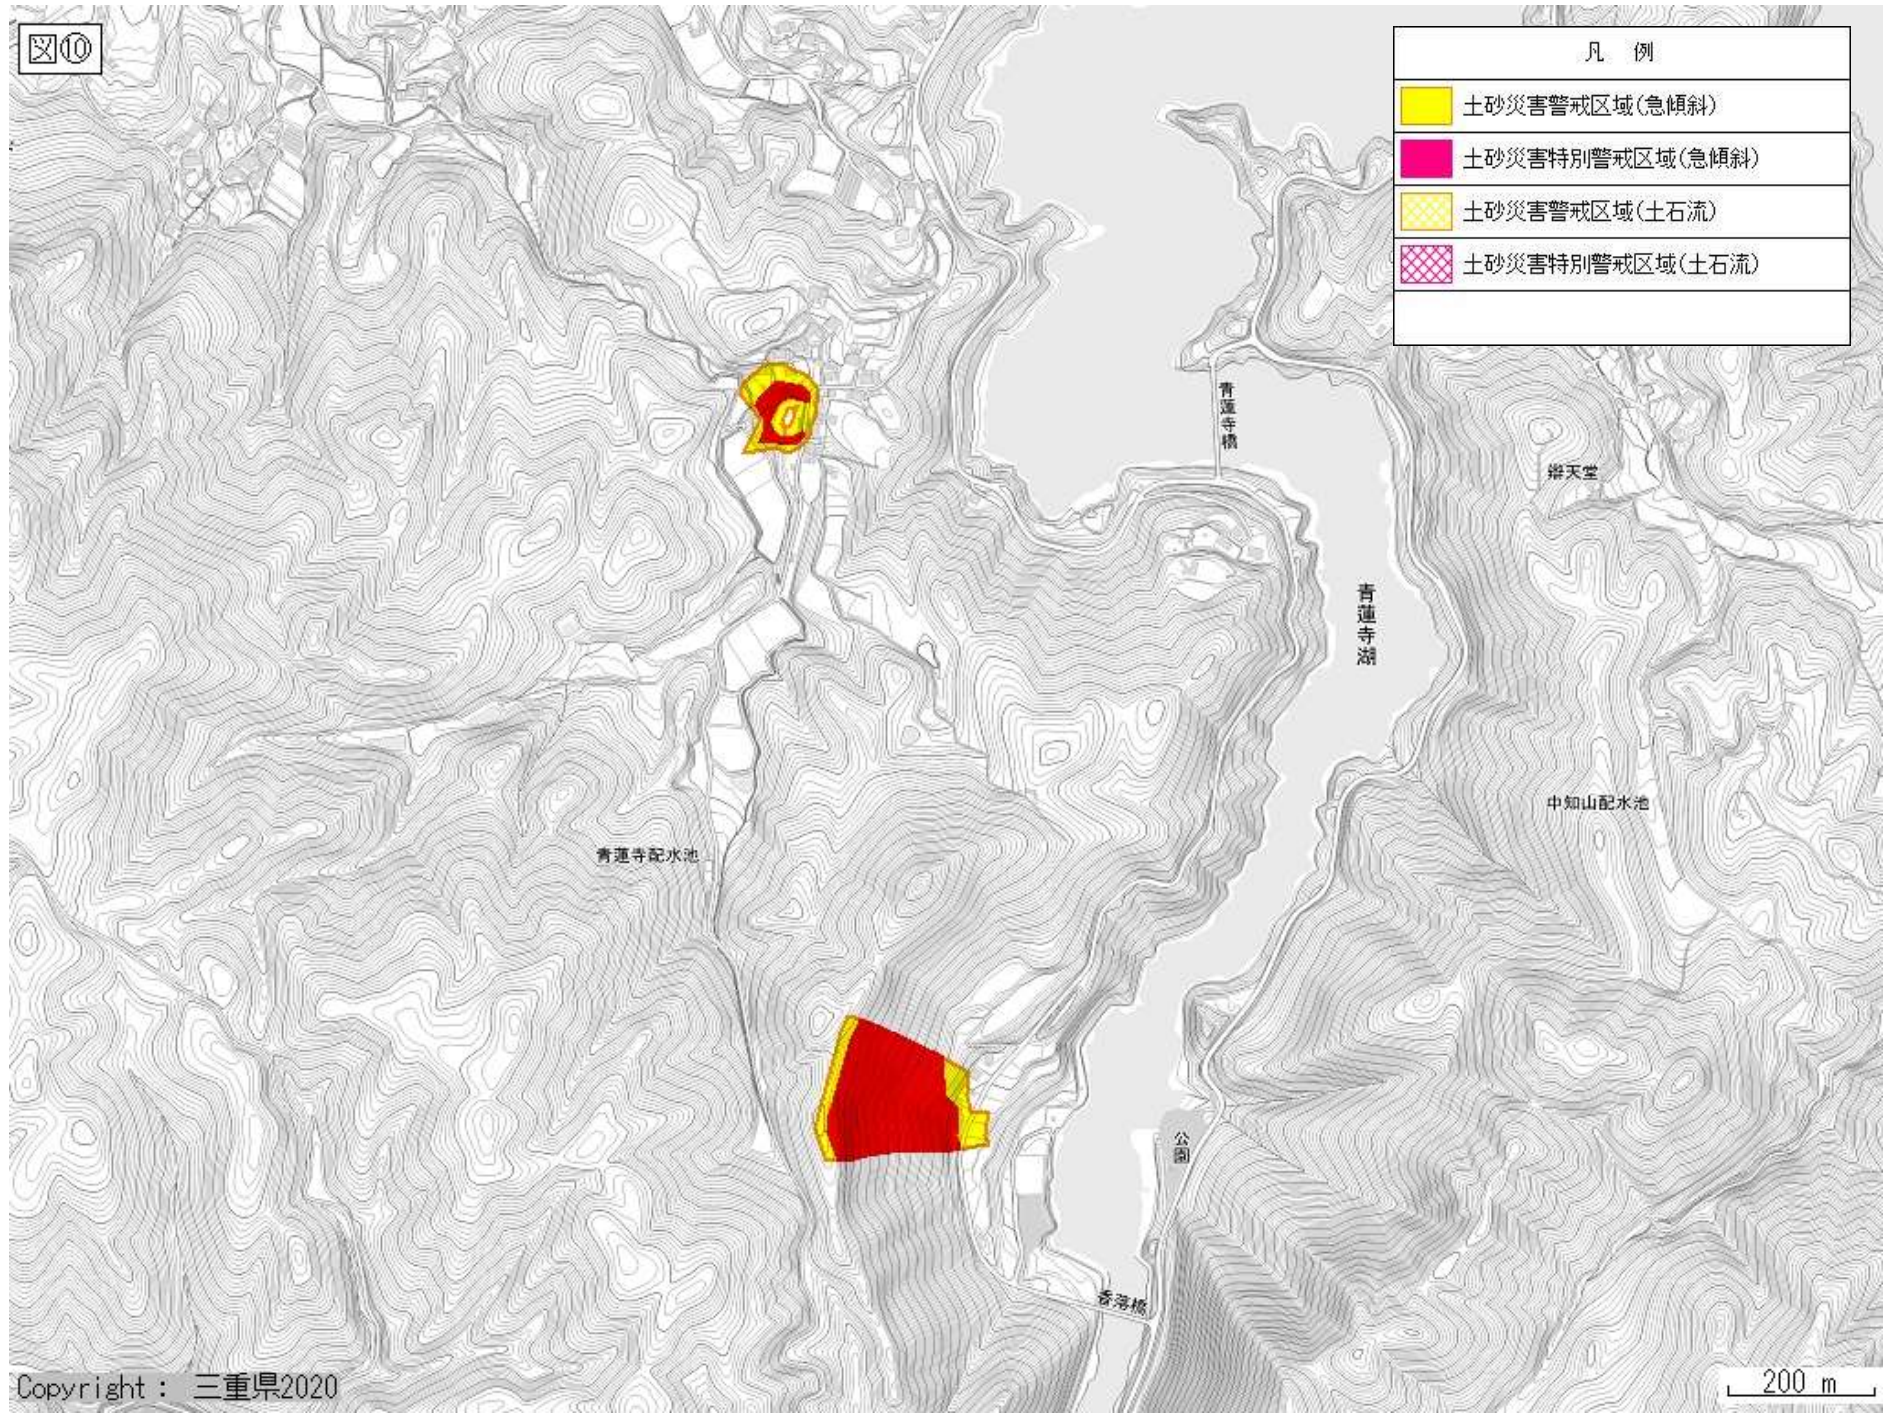 図⑩
凡 例
土砂災害警戒区域(急傾斜)
土砂災害特別警戒区域(急傾斜)
土砂災害警戒区域(土石流)
土砂災害特別警戒区域(土石流)
青蓮寺橋
辯天堂
青蓮寺湖
中知山配水池
青蓮寺配水池
公園
香落橋
Copyright : 三重県2020
200 m